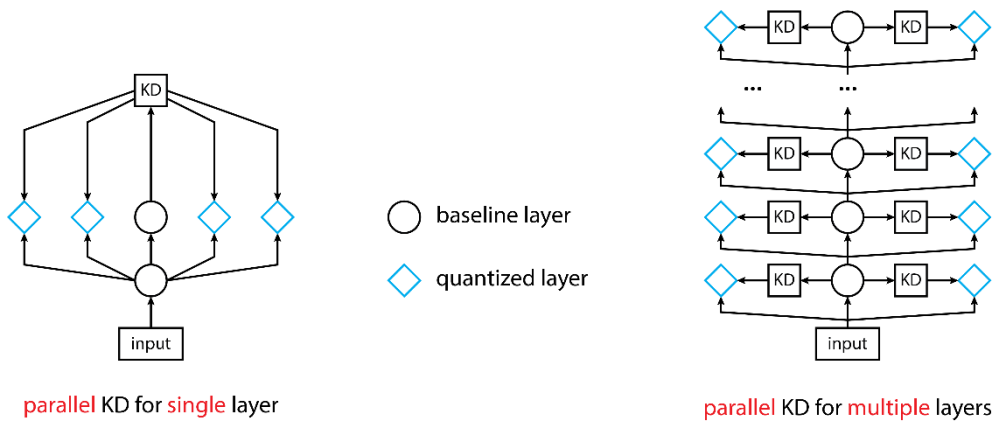 KD
input
parallel KD for single layer
baseline layer
quantized layer
KD KD
... ...
KD KD
KD KD
KD KD
input
parallel KD for multiple layers